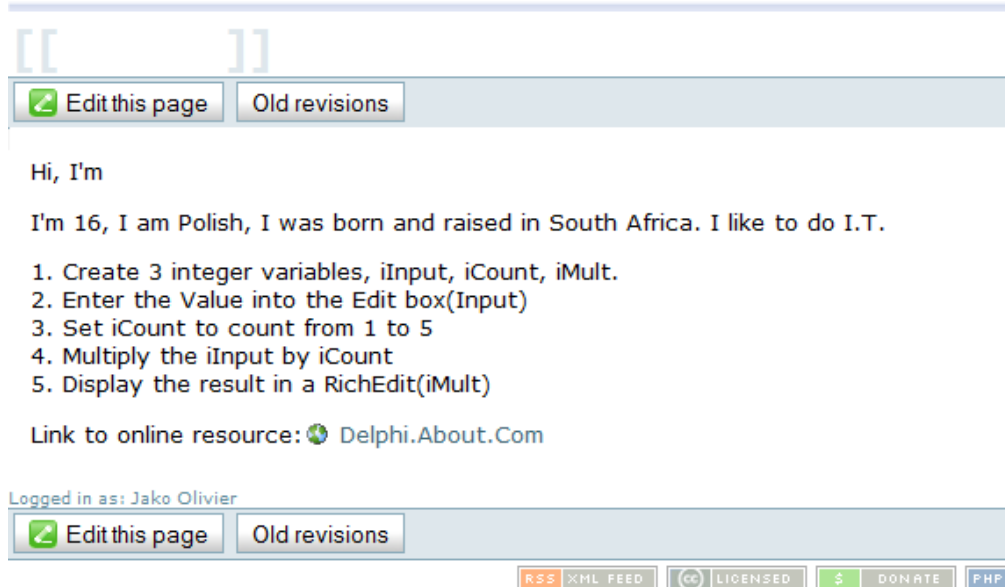 [[ ]]
Edit this page Old revisions
Hi, I'm
I'm 16, I am Polish, I was born and raised in South Africa. I like to do I.T.
1. Create 3 integer variables, iInput, iCount, iMult.
2. Enter the Value into the Edit box(Input)
3. Set iCount to count from 1 to 5
4. Multiply the iInput by iCount
5. Display the result in a RichEdit(iMult)
Link to online resource: Delphi.About.Com
Logged in as: Jako Olivier
Edit this page Old revisions
RSS XML FEED (cc) LICENSED $ DONATE PHP